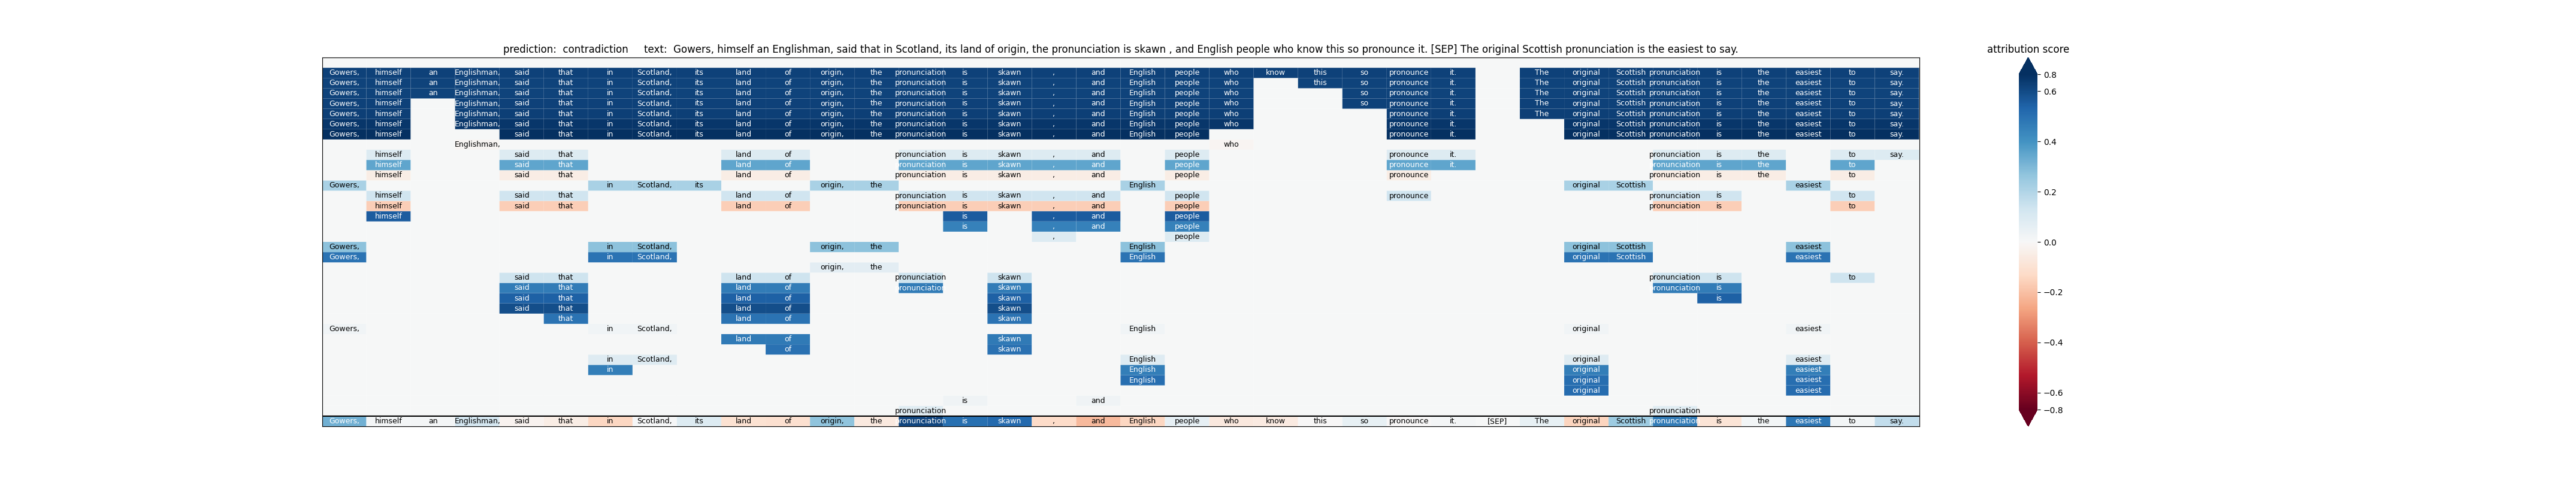 prediction: contradiction text: Gowers, himself an Englishman, said that in Scotland, its land of origin, the pronunciation is skawn , and English people who know this so pronounce it. [SEP] The original Scottish pronunciation is the easiest to say.
attribution score
Gowers, himself an Englishman, said that in Scotland, its land of origin, the pronunciation is skawn , and English people who know this so pronounce it. The original Scottish pronunciation is the easiest to say.
Gowers, himself an Englishman, said that in Scotland, its land of origin, the pronunciation is skawn , and English people who this so pronounce it. The original Scottish pronunciation is the easiest to say.
Gowers, himself an Englishman, said that in Scotland, its land of origin, the pronunciation is skawn , and English people who so pronounce it. The original Scottish pronunciation is the easiest to say.
Gowers, himself Englishman, said that in Scotland, its land of origin, the pronunciation is skawn , and English people who so pronounce it. The original Scottish pronunciation is the easiest to say.
Gowers, himself Englishman, said that in Scotland, its land of origin, the pronunciation is skawn , and English people who pronounce it. The original Scottish pronunciation is the easiest to say.
Gowers, himself Englishman, said that in Scotland, its land of origin, the pronunciation is skawn , and English people who pronounce it. original Scottish pronunciation is the easiest to say.
Gowers, himself said that in Scotland, its land of origin, the pronunciation is skawn , and English people pronounce it. original Scottish pronunciation is the easiest to say.
Englishman, who
himself said that land of pronunciation is skawn , and people pronounce it. pronunciation is the to say.
himself said that land of pronunciation is skawn , and people pronounce it. pronunciation is the to
himself said that land of pronunciation is skawn , and people pronounce pronunciation is the to
Gowers, in Scotland, its origin, the English original Scottish easiest
himself said that land of pronunciation is skawn , and people pronounce pronunciation is to
himself said that land of pronunciation is skawn , and people pronunciation is to
himself is , and people
is , and people
, people
Gowers, in Scotland, origin, the English original Scottish easiest
Gowers, in Scotland, English original Scottish easiest
origin, the
said that land of pronunciation skawn pronunciation is to
said that land of pronunciation skawn pronunciation is
said that land of skawn is
said that land of skawn
that land of skawn
Gowers, in Scotland, English original easiest
land of skawn
of skawn
in Scotland, English original easiest
in English original easiest
English original easiest
original easiest
is and
pronunciation pronunciation
Gowers, himself an Englishman, said that in Scotland, its land of origin, the pronunciation is skawn , and English people who know this so pronounce it. [SEP] The original Scottish pronunciation is the easiest to say.
0.8
0.6
0.4
0.2
0.0
−0.2
−0.4
−0.6
−0.8